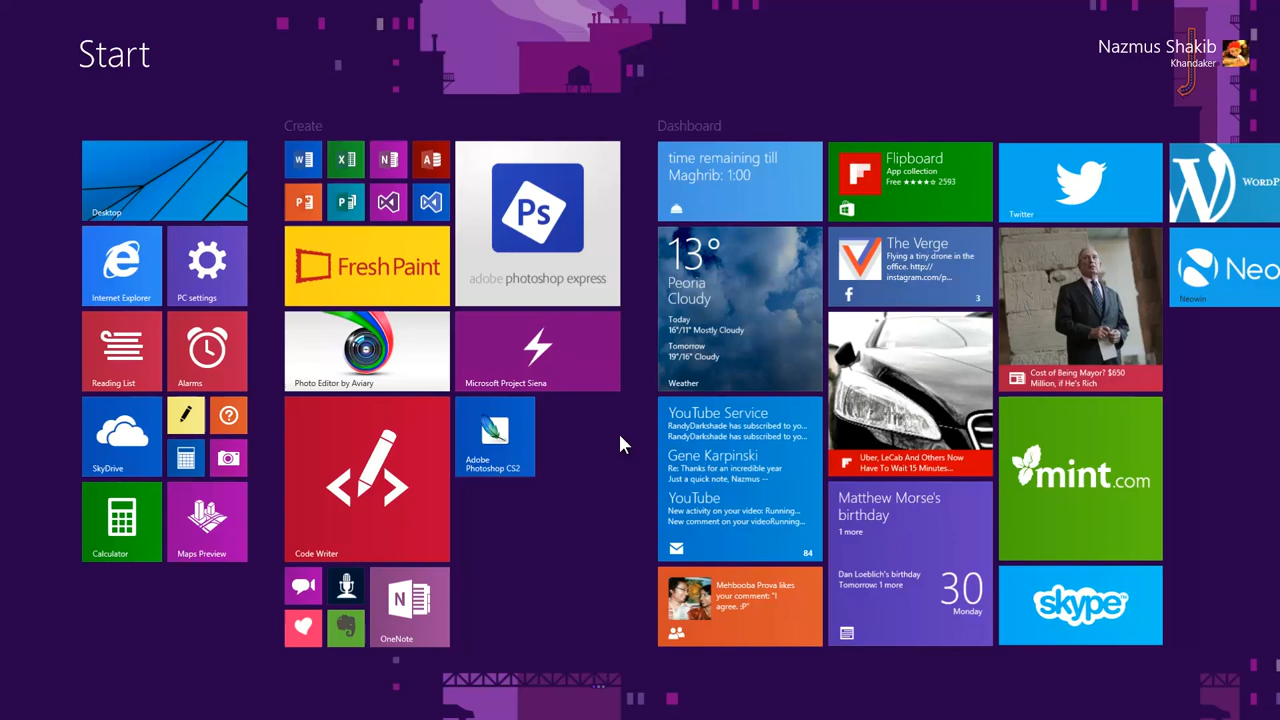 Start
Nazmus Shakib
Khandaker
Create
Dashboard
Desktop
Internet Explorer
PC settings
Reading List
Alarms
SkyDrive
Calculator
Maps Preview
W
X
N
A
P
P
Fresh Paint
Photo Editor by Aviary
Code Writer
N
OneNote
Ps
adobe photoshop express
Microsoft Project Siena
Adobe
Photoshop CS2
time remaining till
Maghrib: 1:00
13°
Peoria
Cloudy
Today
16°/11° Mostly Cloudy
Tomorrow
19°/16° Cloudy
Weather
YouTube Service
RandyDarkshade has subscribed to yo...
RandyDarkshade has subscribed to yo...
Gene Karpinski
Re: Thanks for an incredible year
Just a quick note, Nazmus --
YouTube
New activity on your video: Running...
New comment on your videoRunning...
84
Mehbooba Prova likes
your comment: "I
agree. :P"
Flipboard
App collection
Free ★★★★☆ 2593
The Verge
Flying a tiny drone in the
office. http://
instagram.com/p...
3
Uber, LeCab And Others Now
Have To Wait 15 Minutes...
Matthew Morse's
birthday
1 more
Dan Loeblich's birthday
Tomorrow: 1 more
30
Monday
Twitter
Cost of Being Mayor? $650
Million, if He's Rich
mint.com
skype™
W WORDP
Neo
Neowin